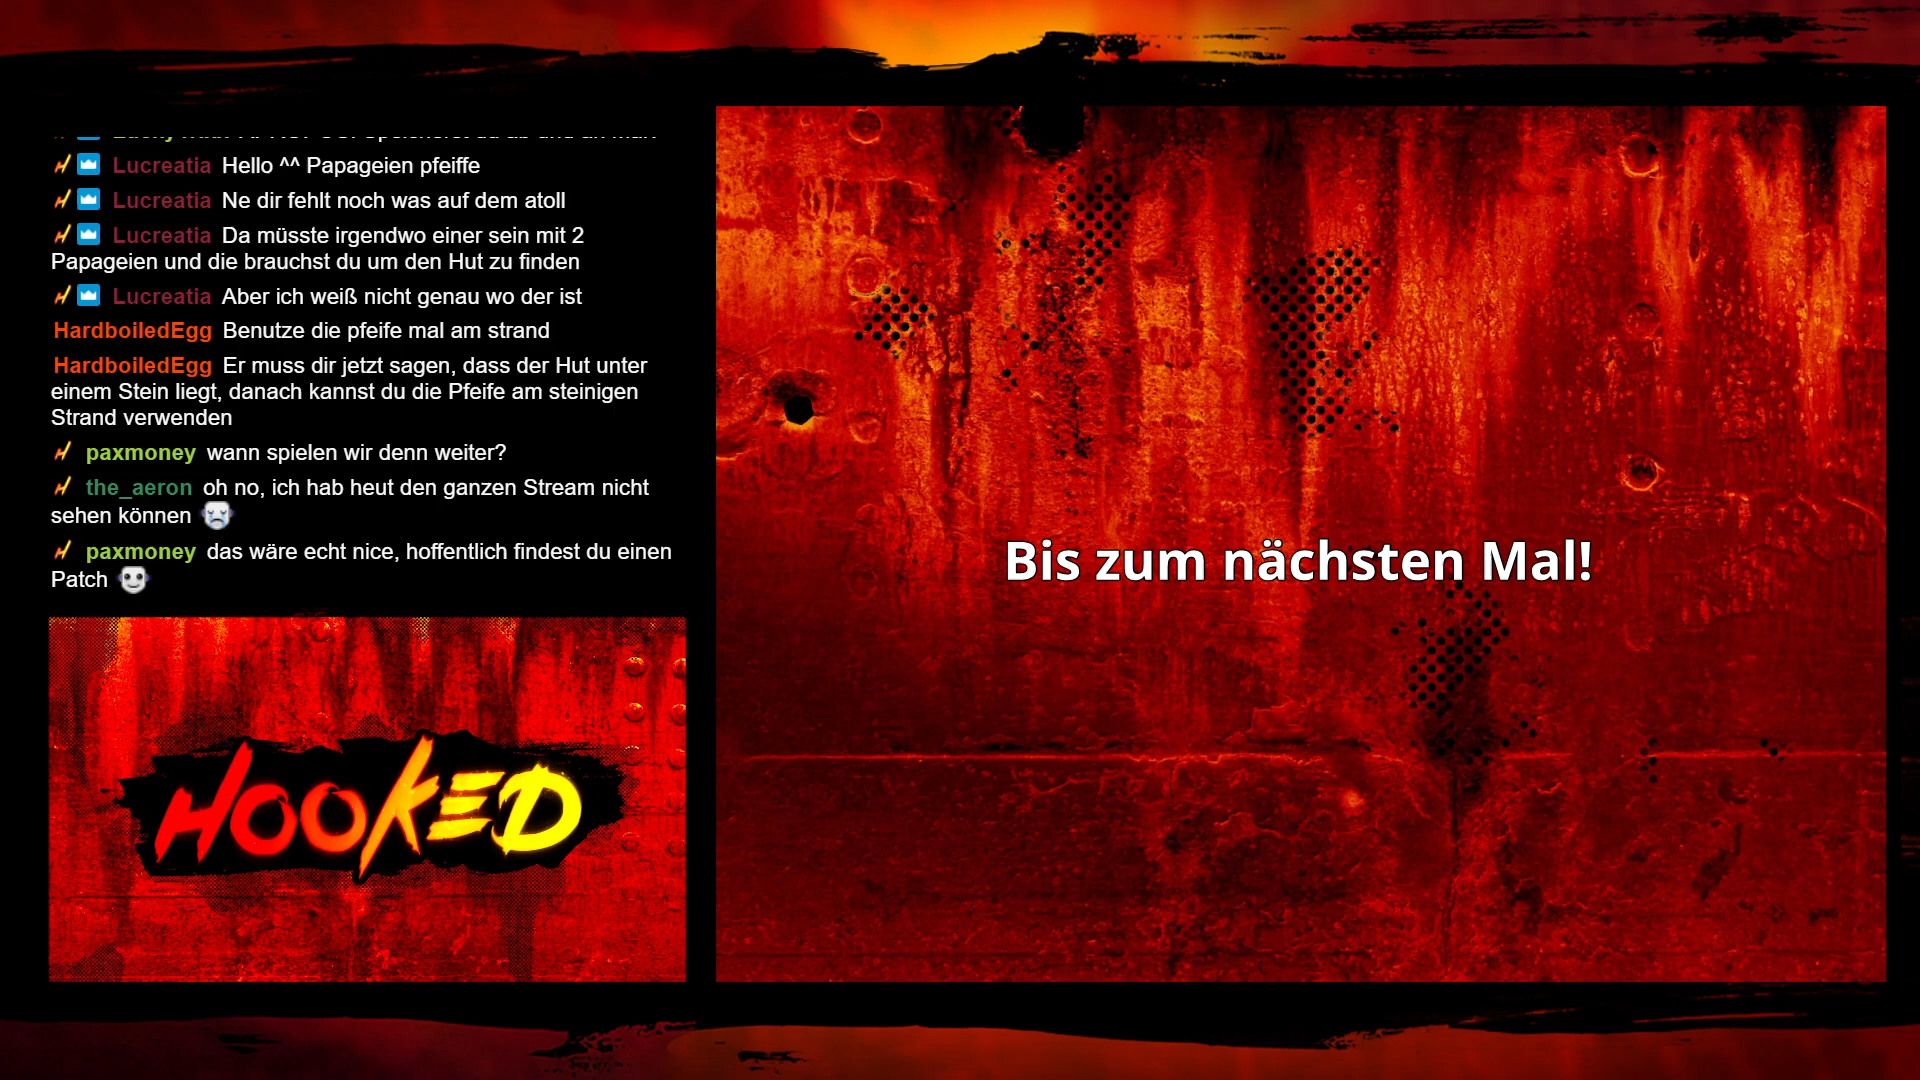 Lucreatia Hello ^^ Papageien pfeiffe
Lucreatia Ne dir fehlt noch was auf dem atoll
Lucreatia Da müsste irgendwo einer sein mit 2
Papageien und die brauchst du um den Hut zu finden
Lucreatia Aber ich weiß nicht genau wo der ist
HardboiledEgg Benutze die pfeife mal am strand
HardboiledEgg Er muss dir jetzt sagen, dass der Hut unter
einem Stein liegt, danach kannst du die Pfeife am steinigen
Strand verwenden
paxmoney wann spielen wir denn weiter?
the_aeron oh no, ich hab heut den ganzen Stream nicht
sehen können
paxmoney das wäre echt nice, hoffentlich findest du einen
Patch
HOOKED
Bis zum nächsten Mal!